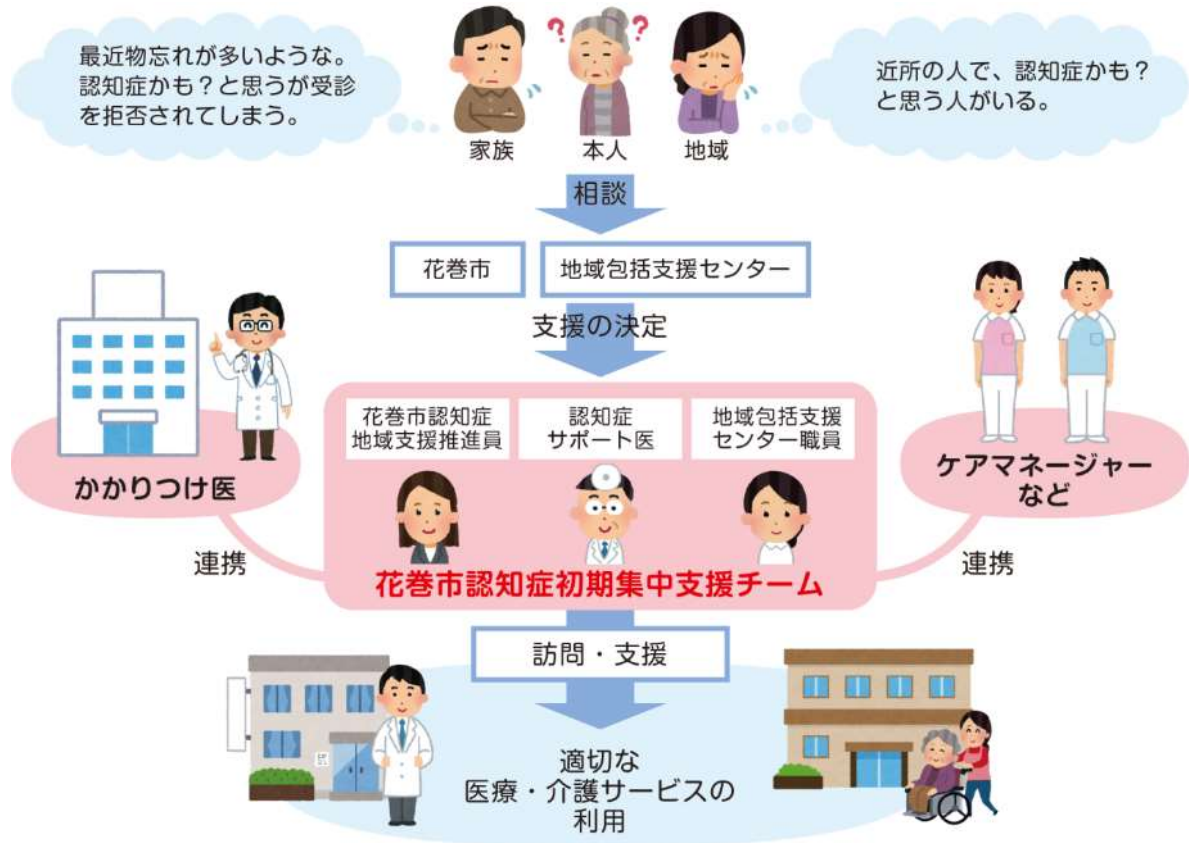 最近物忘れが多いような。
認知症かも？と思うが受診
を拒否されてしまう。
近所の人で、認知症かも？
と思う人がいる。
家族
本人
地域
相談
花巻市
地域包括支援センター
支援の決定
花巻市認知症
地域支援推進員
認知症
サポート医
地域包括支援
センター職員
かかりつけ医
ケアマネージャー
など
連携
連携
花巻市認知症初期集中支援チーム
訪問・支援
適切な
医療・介護サービスの
利用